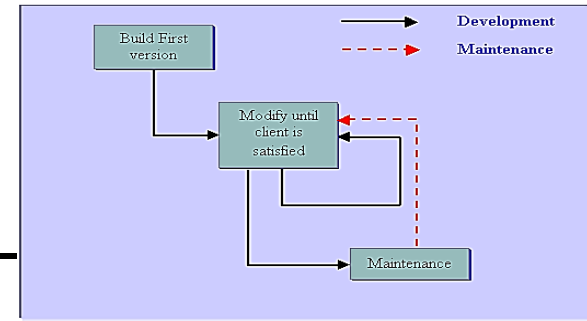 Development
Maintenance
Build First
version
Modify until
client is
satisfied
Maintenance